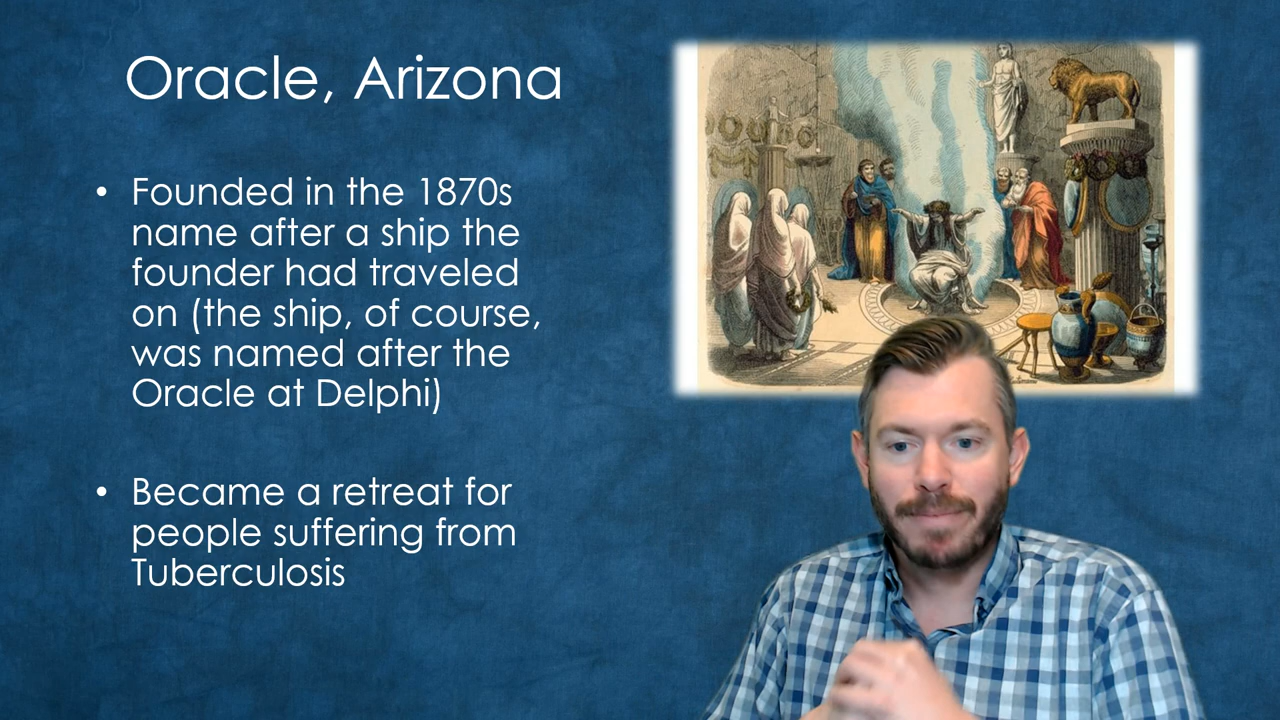 Oracle, Arizona
• Founded in the 1870s
name after a ship the
founder had traveled
on (the ship, of course,
was named after the
Oracle at Delphi)
• Became a retreat for
people suffering from
Tuberculosis